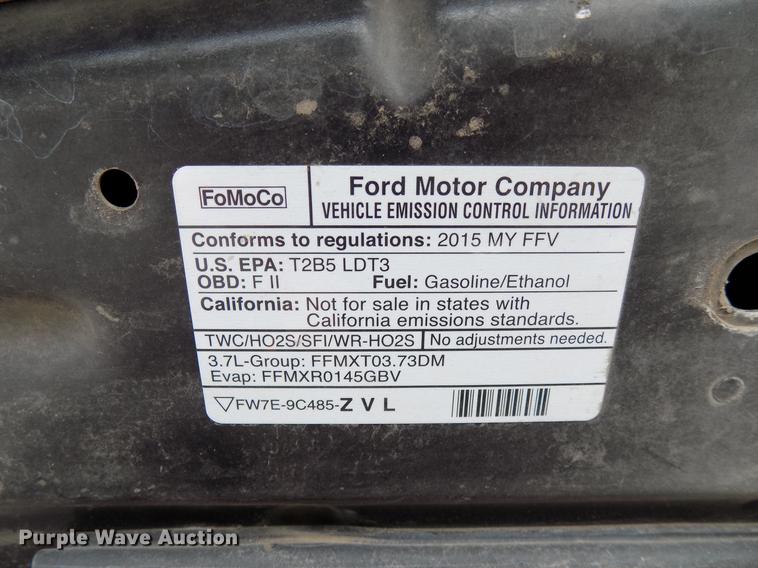 FoMoCo
Ford Motor Company
VEHICLE EMISSION CONTROL INFORMATION
Conforms to regulations: 2015 MY FFV
U.S. EPA: T2B5 LDT3
OBD: F II Fuel: Gasoline/Ethanol
California: Not for sale in states with
California emissions standards.
TWC/HO2S/SFI/WR-HO2S No adjustments needed.
3.7L-Group: FFMXT03.73DM
Evap: FFMXR0145GBV
FW7E-9C485-Z V L
Purple Wave Auction®